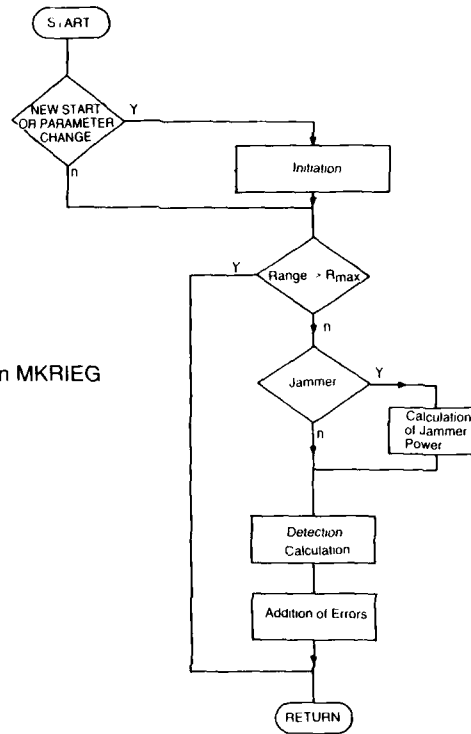 START
NEW START
OR PARAMETER
CHANGE
Y
n
Initiation
Y
Range > Rmax
n
n MKRIEG
Jammer
Y
n
Calculation
of Jammer
Power
Detection
Calculation
Addition of Errors
RETURN